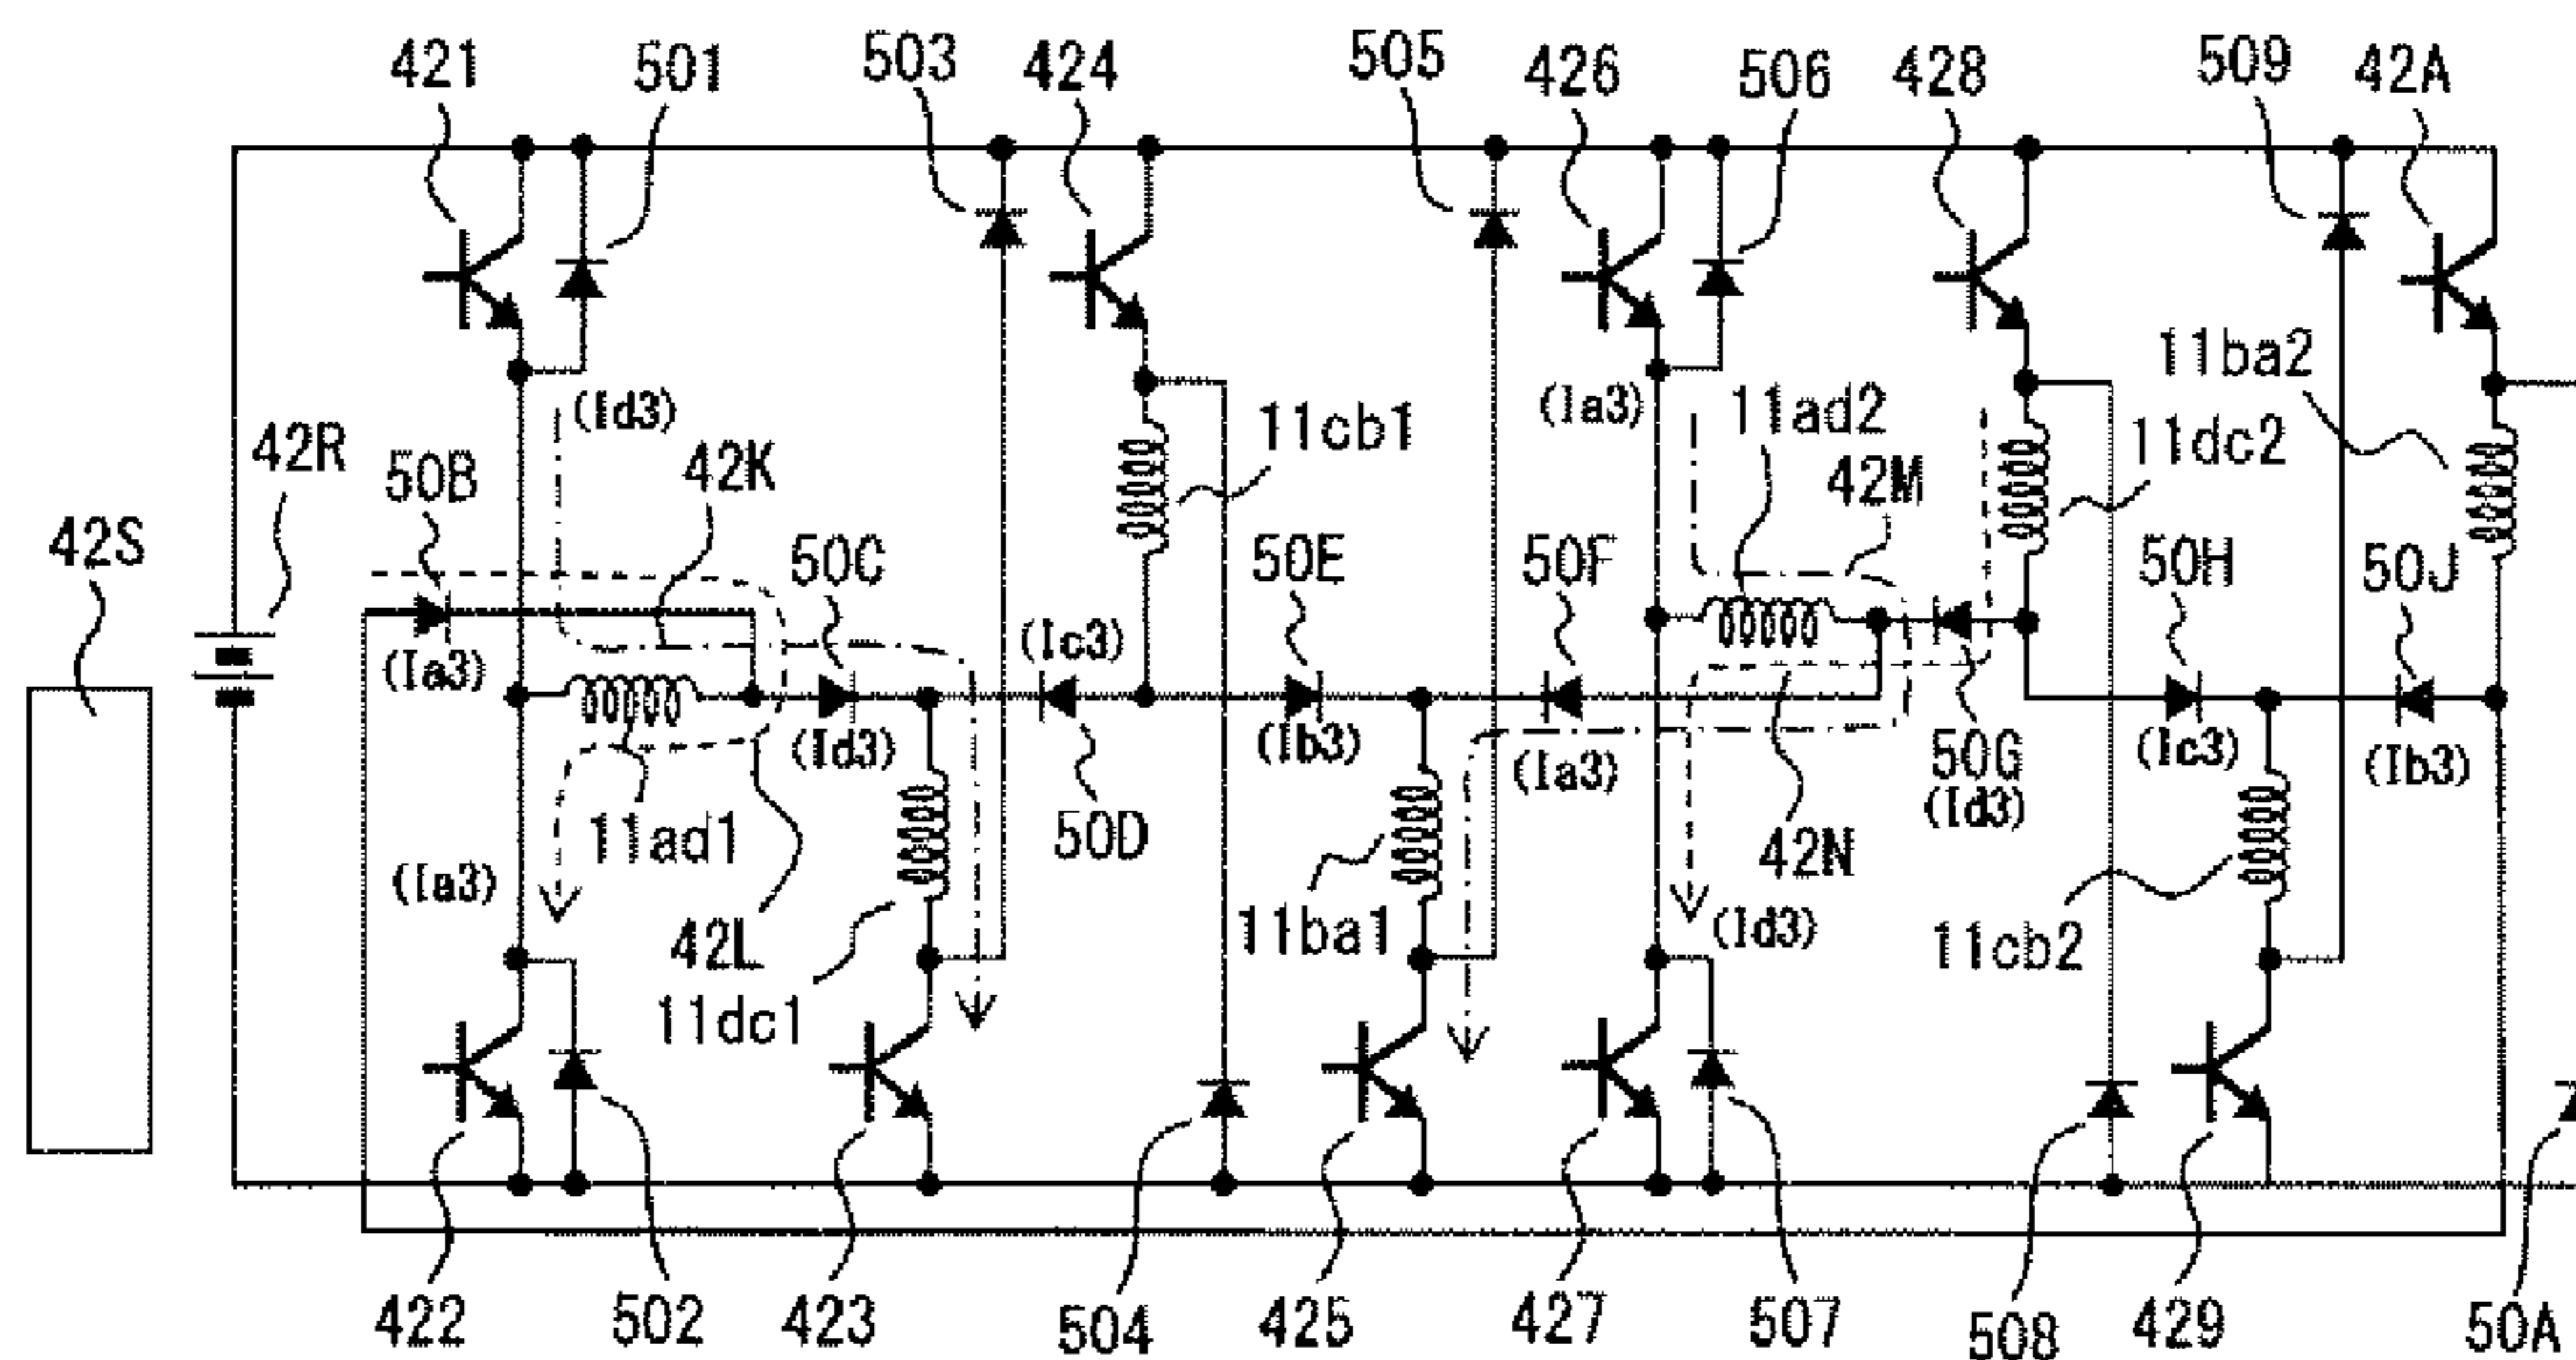 421
501
503
424
505
426
506
428
509
42A
11ba2
(Id3)
(Ia3)
11ad2
11cb1
11dc2
42R
50B
42K
42M
42S
50C
50E
50F
50H
50J
(Ia3)
(Ic3)
(Id3)
(Ib3)
(Ia3)
50G
(Id3)
(Ic3)
(Ib3)
11ad1
50D
42N
(Ia3)
42L
11dc1
11ba1
(Id3)
11cb2
422
502
423
504
425
427
507
508
429
50A